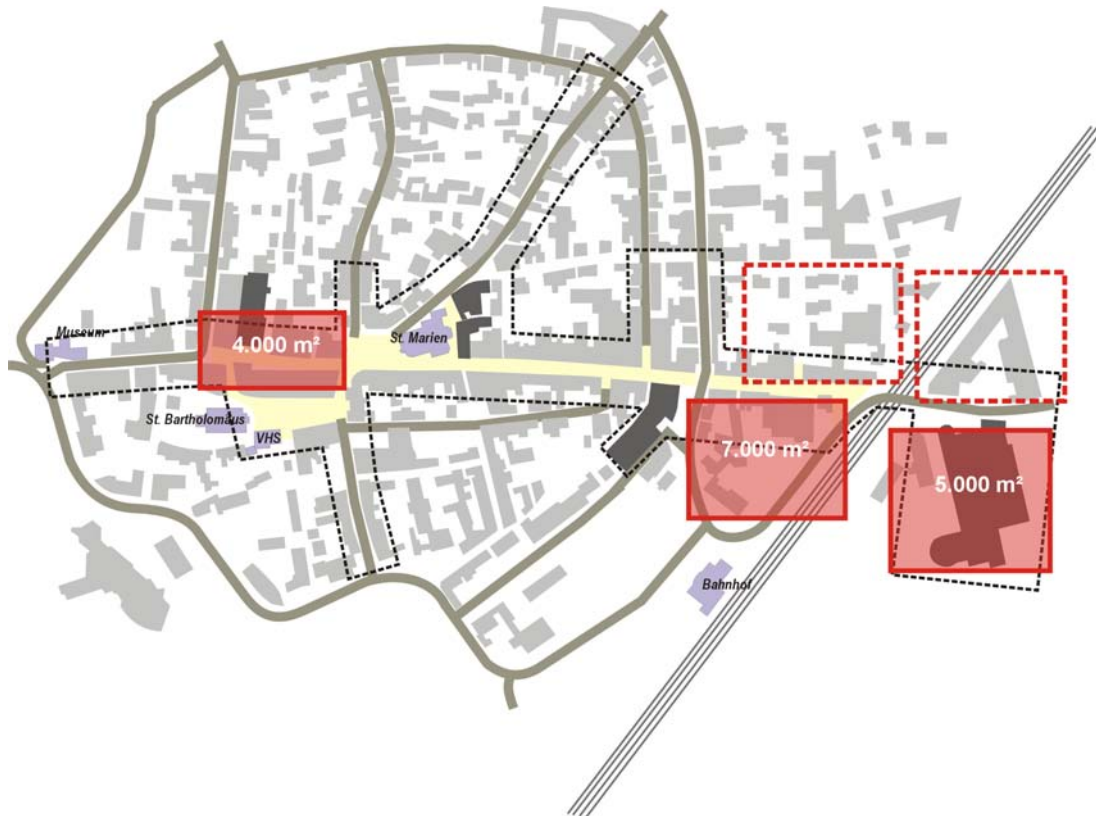 Museum
4.000 m²
St. Marien
St. Bartholomäus
VHS
7.000 m²
5.000 m²
Bahnhof